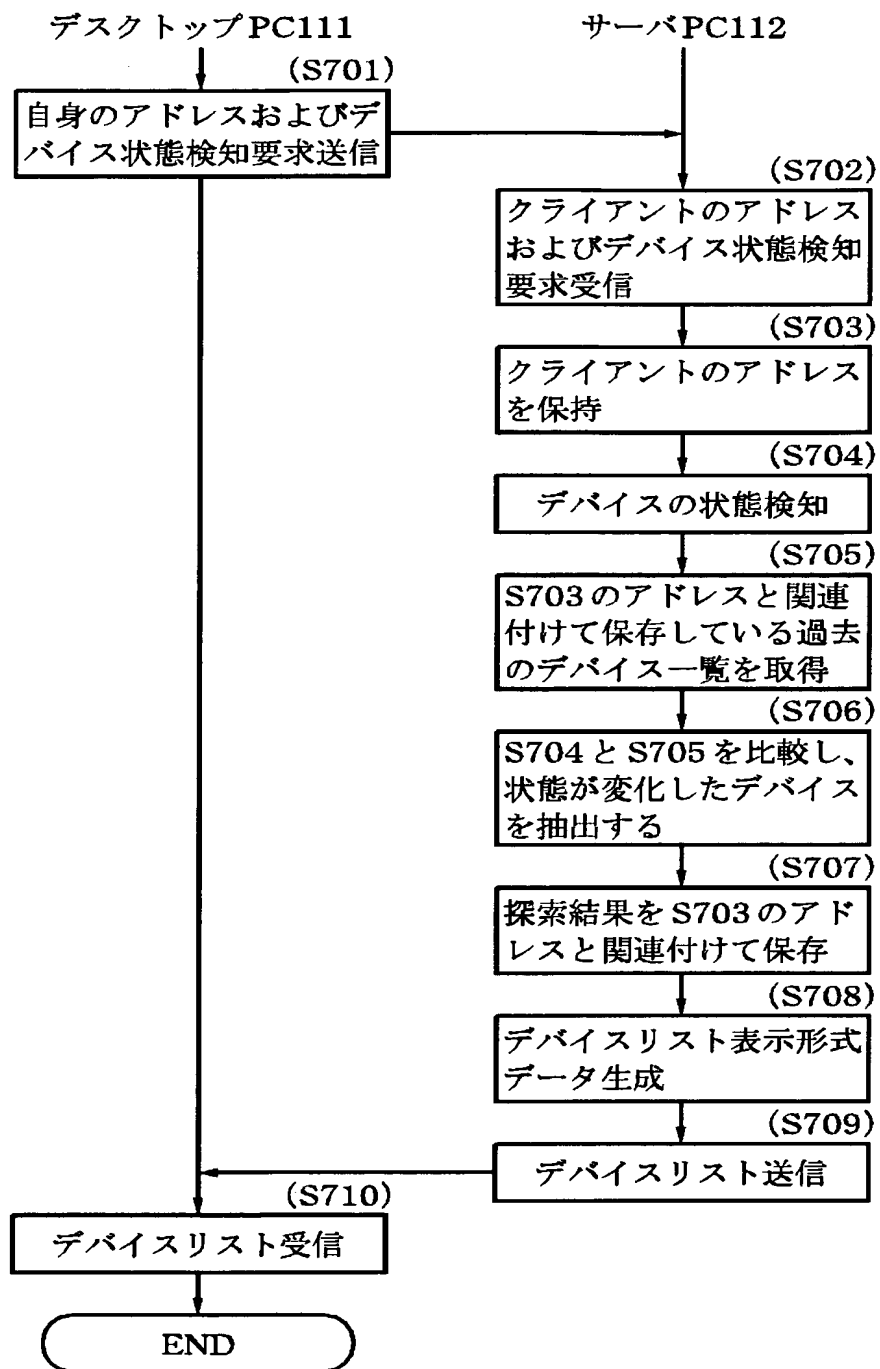 デスクトップPC111
サーバPC112
(S701)
自身のアドレスおよびデ
バイス状態検知要求送信
(S702)
クライアントのアドレス
およびデバイス状態検知
要求受信
(S703)
クライアントのアドレス
を保持
(S704)
デバイスの状態検知
(S705)
S703のアドレスと関連
付けて保存している過去
のデバイス一覧を取得
(S706)
S704とS705を比較し、
状態が変化したデバイス
を抽出する
(S707)
探索結果をS703のアド
レスと関連付けて保存
(S708)
デバイスリスト表示形式
データ生成
(S709)
デバイスリスト送信
(S710)
デバイスリスト受信
END